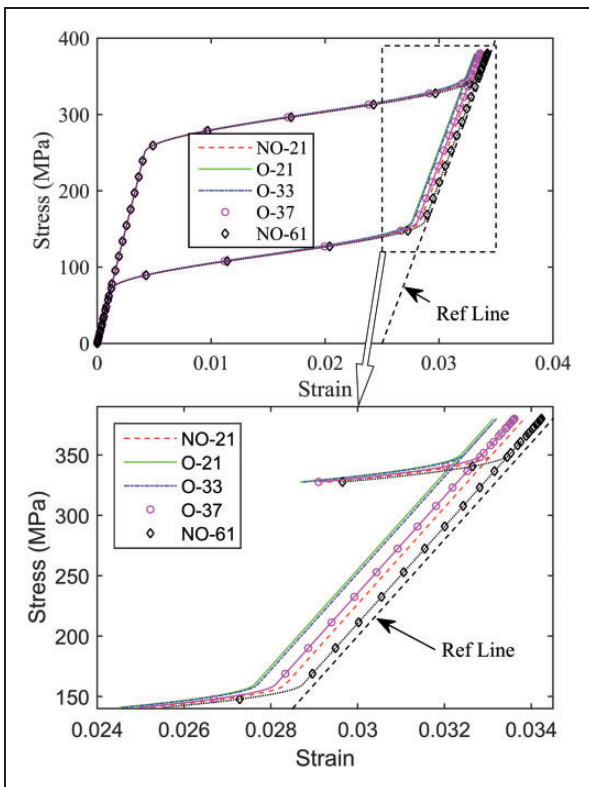 400
300
200
100
0
Stress (MPa)
NO-21
O-21
O-33
O-37
NO-61
Ref Line
0
0.01
0.02
0.03
0.04
Strain
NO-21
O-21
O-33
O-37
NO-61
350
300
250
200
150
Stress (MPa)
Ref Line
0.024
0.026
0.028
0.03
0.032
0.034
Strain